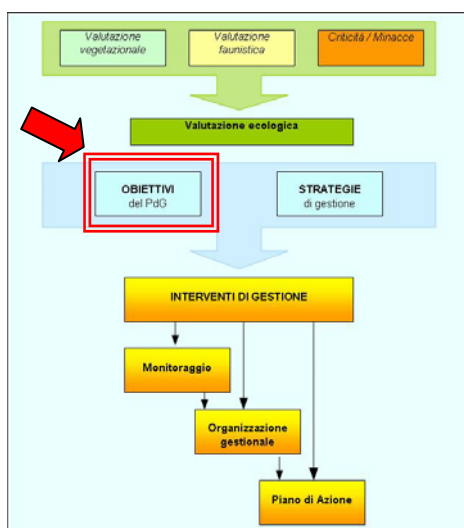 Valutazione
vegetazionale
Valutazione
faunistica
Criticità / Minacce
Valutazione ecologica
OBIETTIVI
del PdG
STRATEGIE
di gestione
INTERVENTI DI GESTIONE
Monitoraggio
Organizzazione
gestionale
Piano di Azione